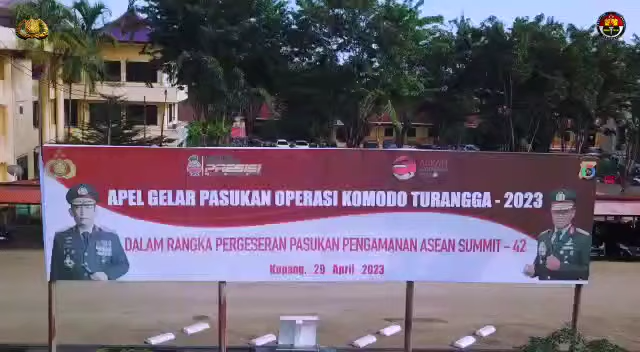 PRESISI
APEL GELAR PASUKAN OPERASI KOMODO TURANGGA - 2023
DALAM RANGKA PERGESERAN PASUKAN PENGAMANAN ASEAN SUMMIT - 42
Kupang, 29 April 2023